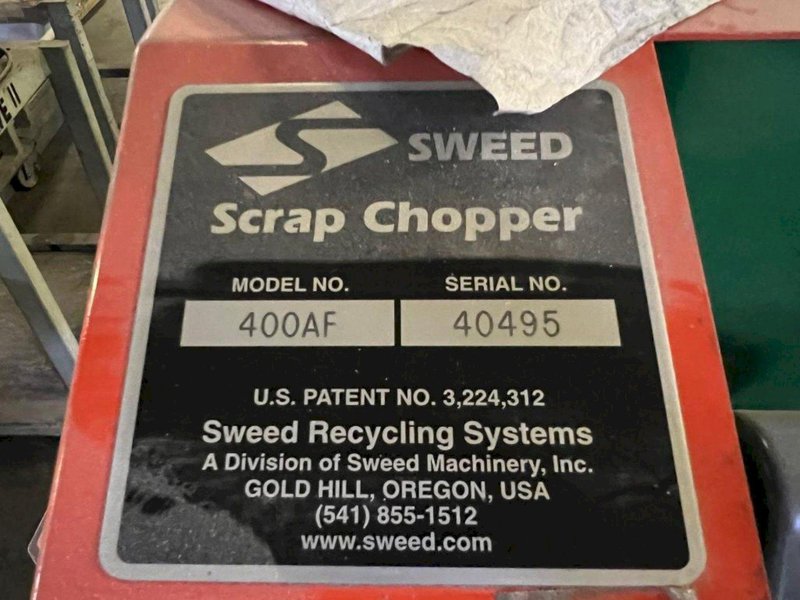 SWEED
Scrap Chopper
MODEL NO. SERIAL NO.
400AF 40495
U.S. PATENT NO. 3,224,312
Sweed Recycling Systems
A Division of Sweed Machinery, Inc.
GOLD HILL, OREGON, USA
(541) 855-1512
www.sweed.com